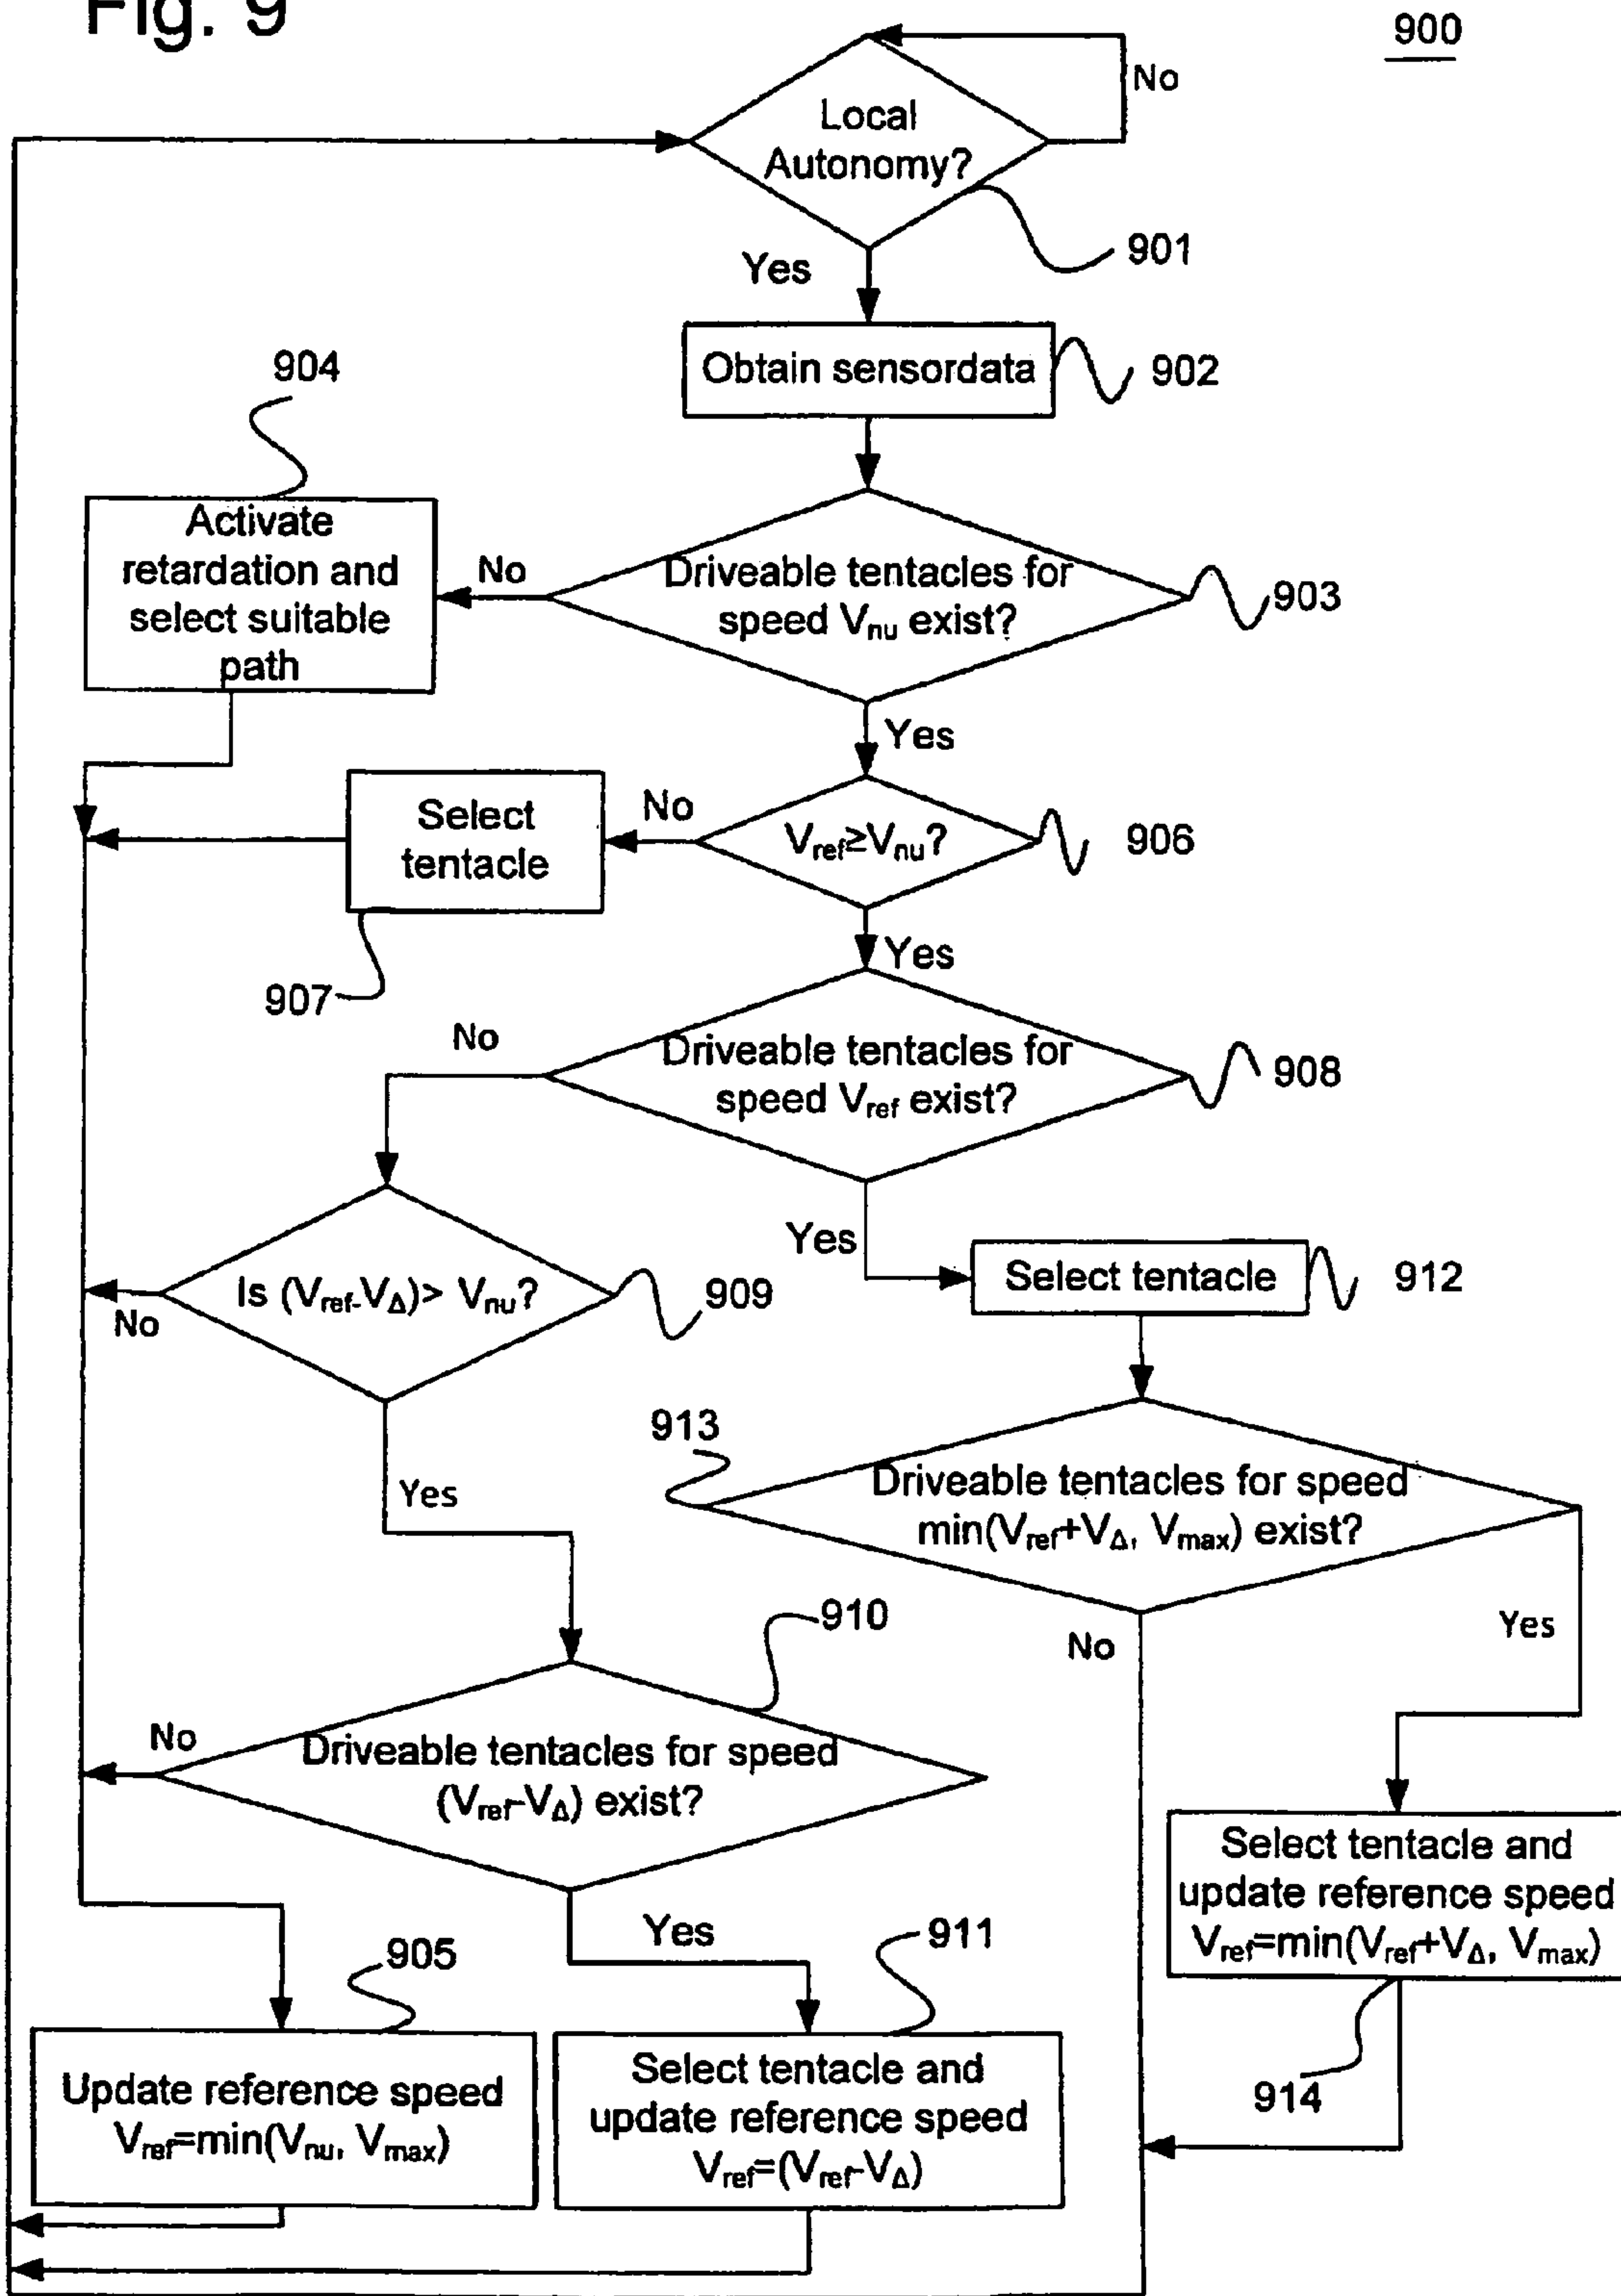 Fig. 9
900
No
Local
Autonomy?
901
Yes
Obtain sensordata
902
904
Activate
retardation and
select suitable
path
No
Driveable tentacles for
speed Vnu exist?
903
Yes
Select
tentacle
No
Vref≥Vnu?
906
Yes
907
No
Driveable tentacles for
speed Vref exist?
908
Yes
Is (Vref-VΔ)> Vnu?
909
No
Select tentacle
912
913
Yes
Driveable tentacles for speed
min(Vref+VΔ, Vmax) exist?
910
No
Yes
No
Driveable tentacles for speed
(Vref-VΔ) exist?
Select tentacle and
update reference speed
Vref=min(Vref+VΔ, Vmax)
Yes
911
905
Update reference speed
Vref=min(Vnu, Vmax)
Select tentacle and
update reference speed
Vref=(Vref-VΔ)
914